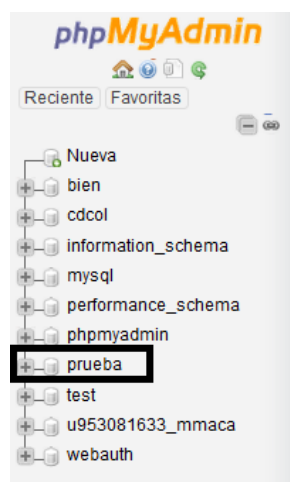 phpMyAdmin
Reciente Favoritas
Nueva
bien
cdcol
information_schema
mysql
performance_schema
phpmyadmin
prueba
test
u953081633_mmaca
webauth